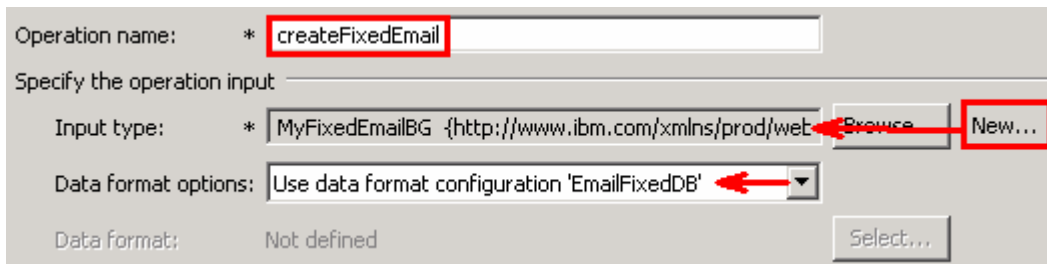 Operation name: * createFixedEmail
Specify the operation input
Input type: * MyFixedEmailBG {http://www.ibm.com/xmlns/prod/web Browse... New...
Data format options: Use data format configuration 'EmailFixedDB'
Data format: Not defined Select...